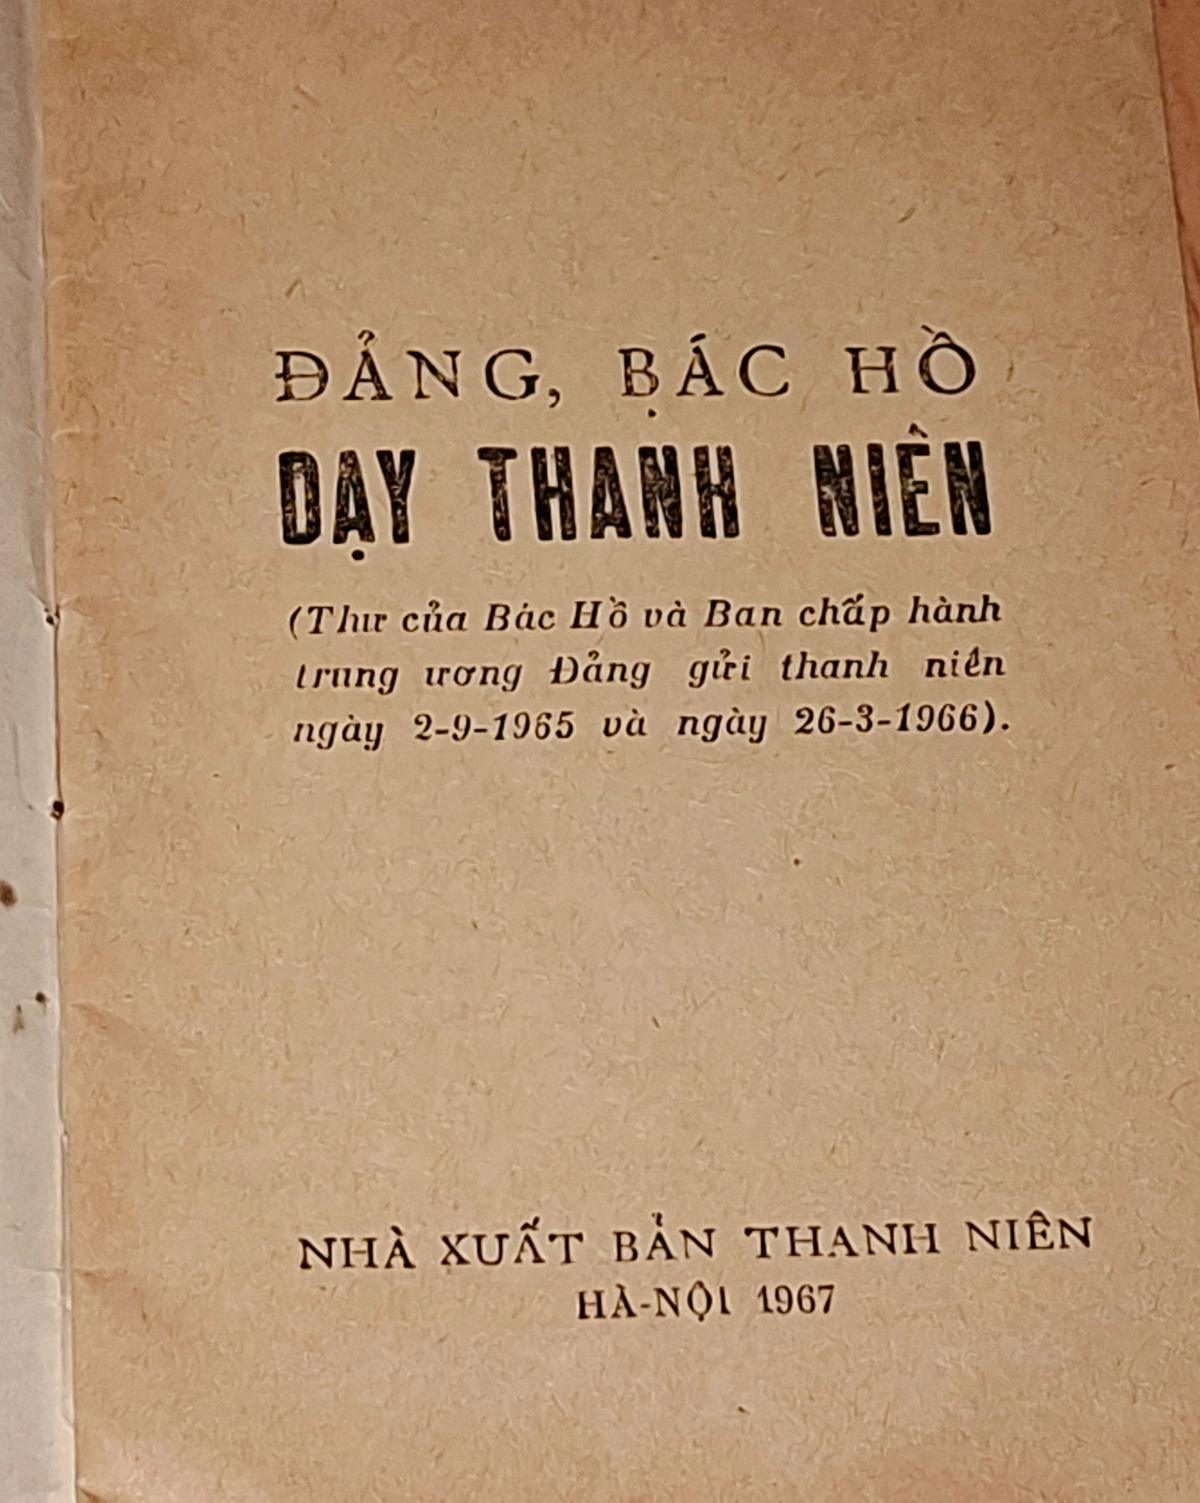 ĐẢNG, BÁC HỒ
DẠY THANH NIÊN
(Thư của Bác Hồ và Ban chấp hành
trung ương Đảng gửi thanh niên
ngày 2-9-1965 và ngày 26-3-1966).
NHÀ XUẤT BẢN THANH NIÊN
HÀ-NỘI 1967